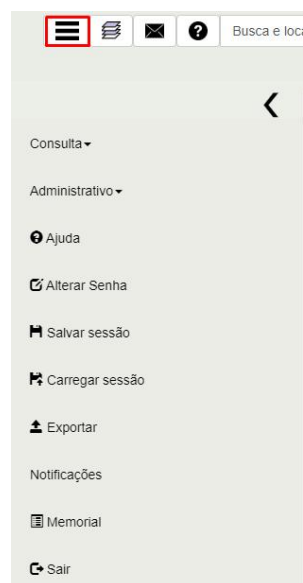 Busca e loca
Consulta
Administrativo
Ajuda
Alterar Senha
Salvar sessão
Carregar sessão
Exportar
Notificações
Memorial
Sair